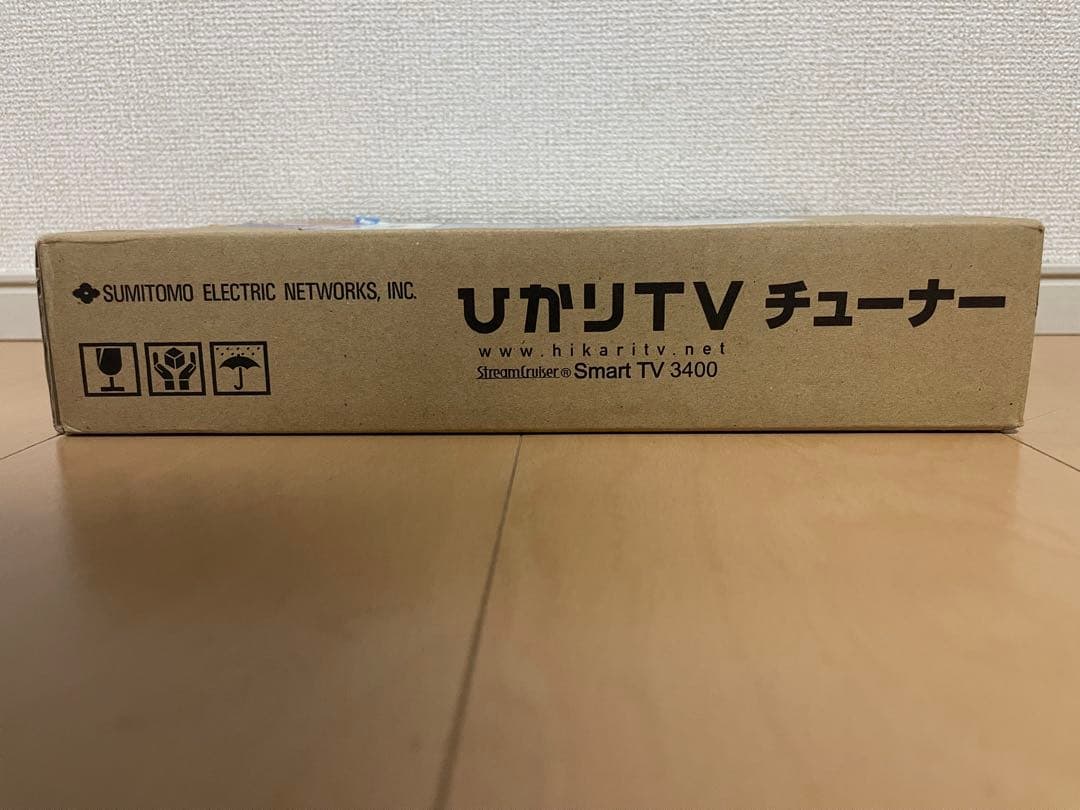 SUMITOMO ELECTRIC NETWORKS, INC.
ひかりTV チューナー
www.hikaritv.net
StreamCruiser® Smart TV 3400